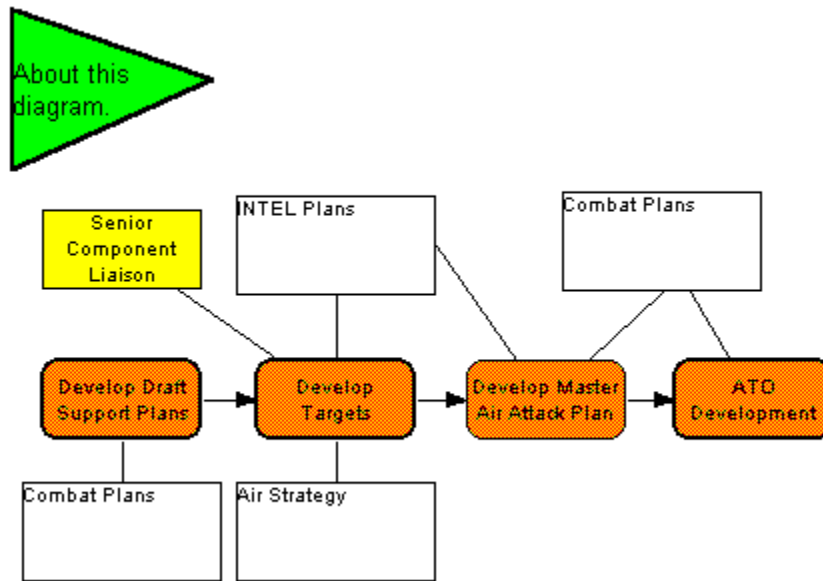 About this
diagram.
Senior
Component
Liaison
INTEL Plans
Combat Plans
Develop Draft
Support Plans
Develop
Targets
Develop Master
Air Attack Plan
ATO
Development
Combat Plans
Air Strategy